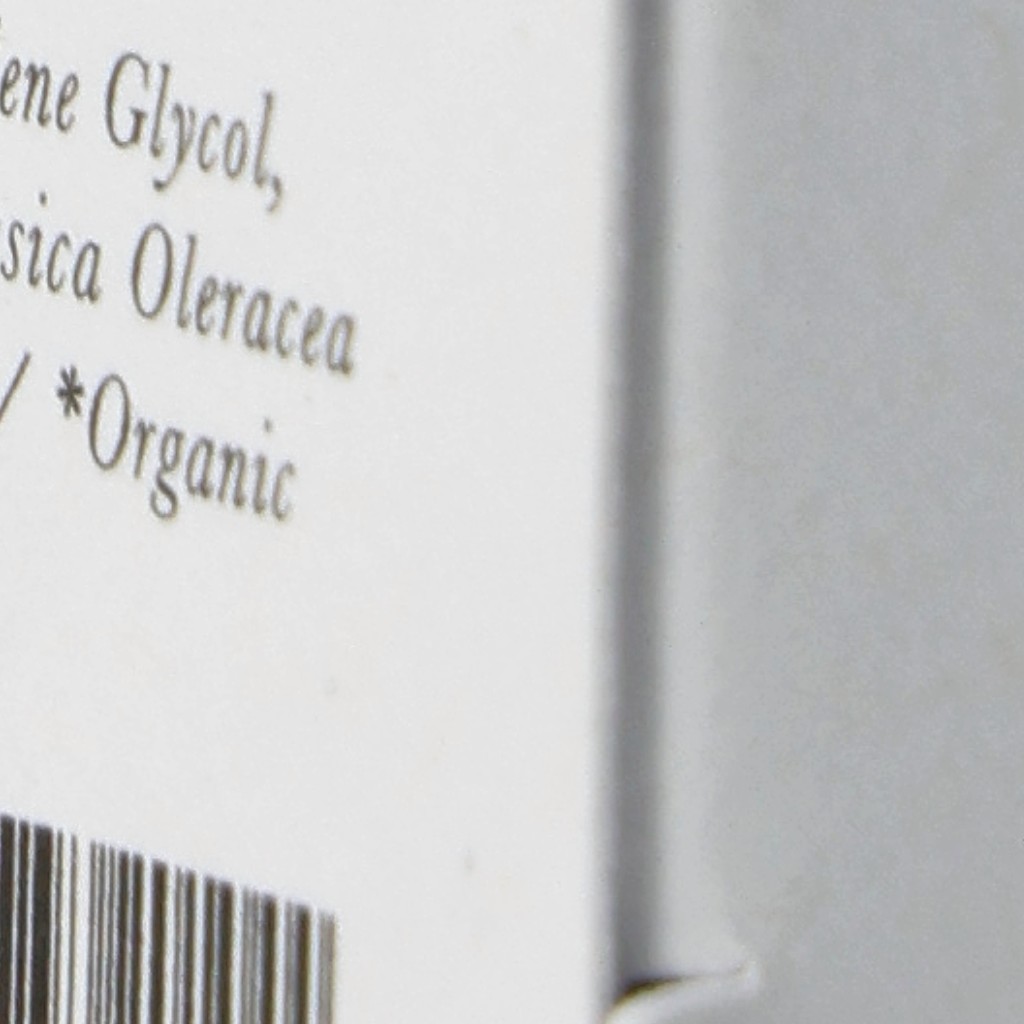 ene Glycol,
sica Oleracea
/ *Organic